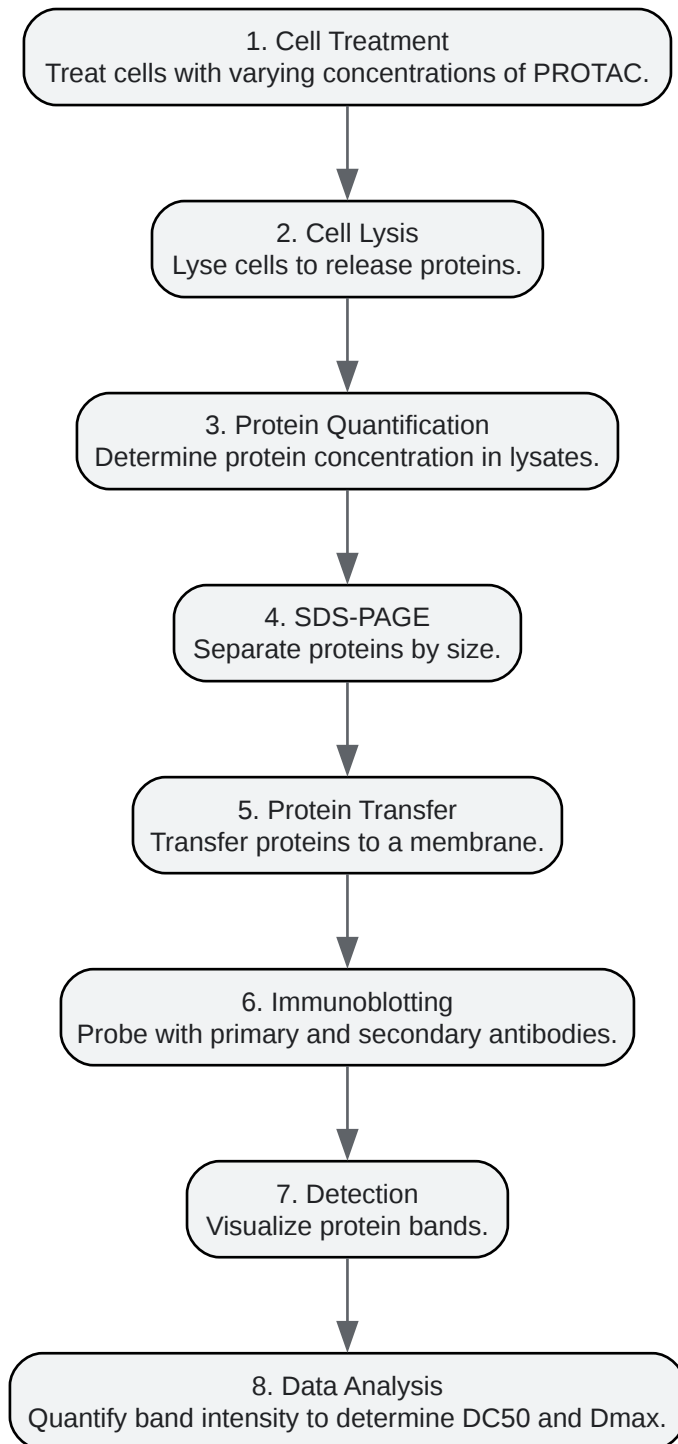 1. Cell Treatment
Treat cells with varying concentrations of PROTAC.
2. Cell Lysis
Lyse cells to release proteins.
3. Protein Quantification
Determine protein concentration in lysates.
4. SDS-PAGE
Separate proteins by size.
5. Protein Transfer
Transfer proteins to a membrane.
6. Immunoblotting
Probe with primary and secondary antibodies.
7. Detection
Visualize protein bands.
8. Data Analysis
Quantify band intensity to determine DC50 and Dmax.